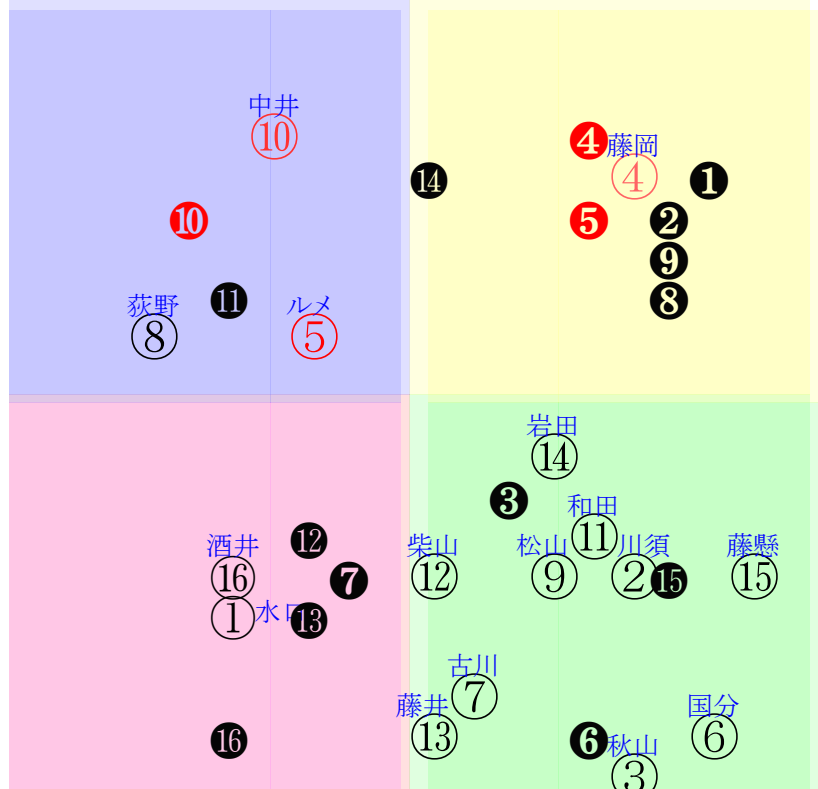 中井
⑩
❹
藤岡
④
⓮
❶
❿
❺
❷
❾
荻野
⑧
⓫
ルメ
⑤
❽
岩田
⑭
❸
和田
⑪
酒井
⑯
⓬
柴山
⑫
松山
⑨
川須
②
⓯
藤懸
⑮
❼
①
水口
⓭
古川
⑦
藤井
⑬
国分
⑥
⓰
❻
秋山
③